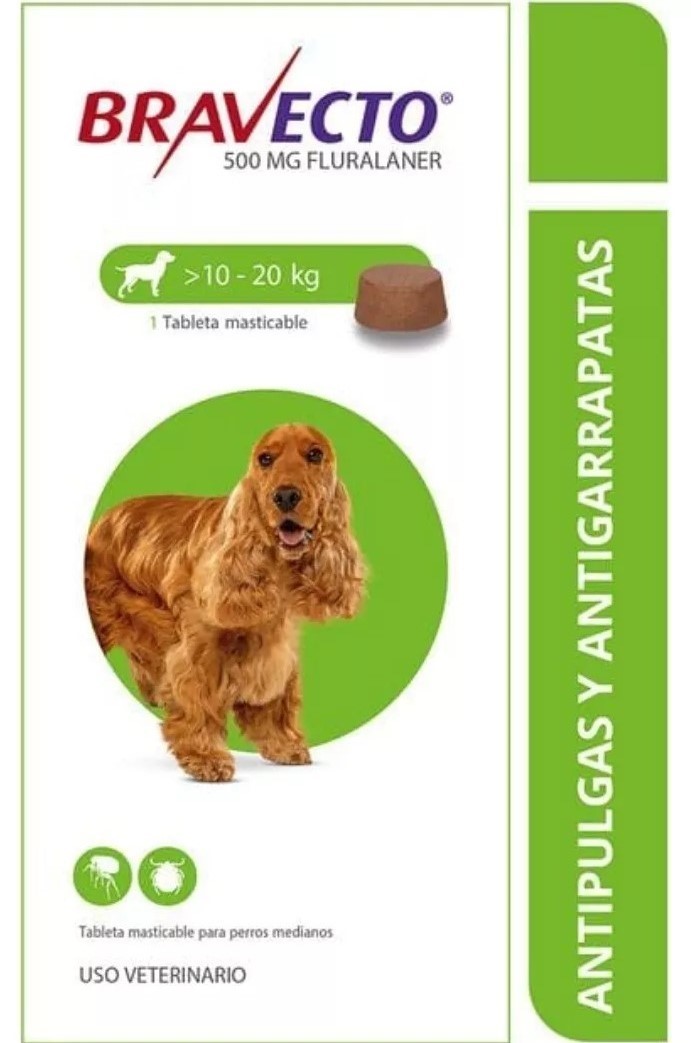 BRAVECTO®
500 MG FLURALANER
>10 - 20 kg
1 Tableta masticable
ANTIPULGAS Y ANTIGARRAPATAS
Tableta masticable para perros medianos
USO VETERINARIO